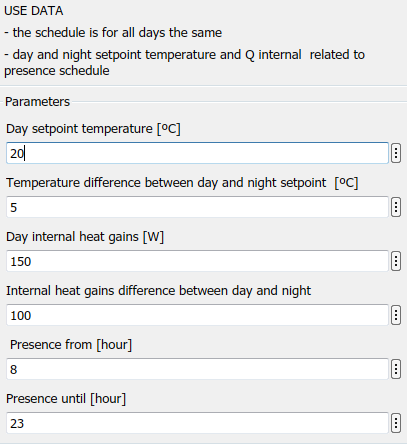 USE DATA
- the schedule is for all days the same
- day and night setpoint temperature and Q internal  related to
presence schedule
Parameters
Day setpoint temperature [ºC]
20
Temperature difference between day and night setpoint  [ºC]
5
Day internal heat gains [W]
150
Internal heat gains difference between day and night
100
Presence from [hour]
8
Presence until [hour]
23